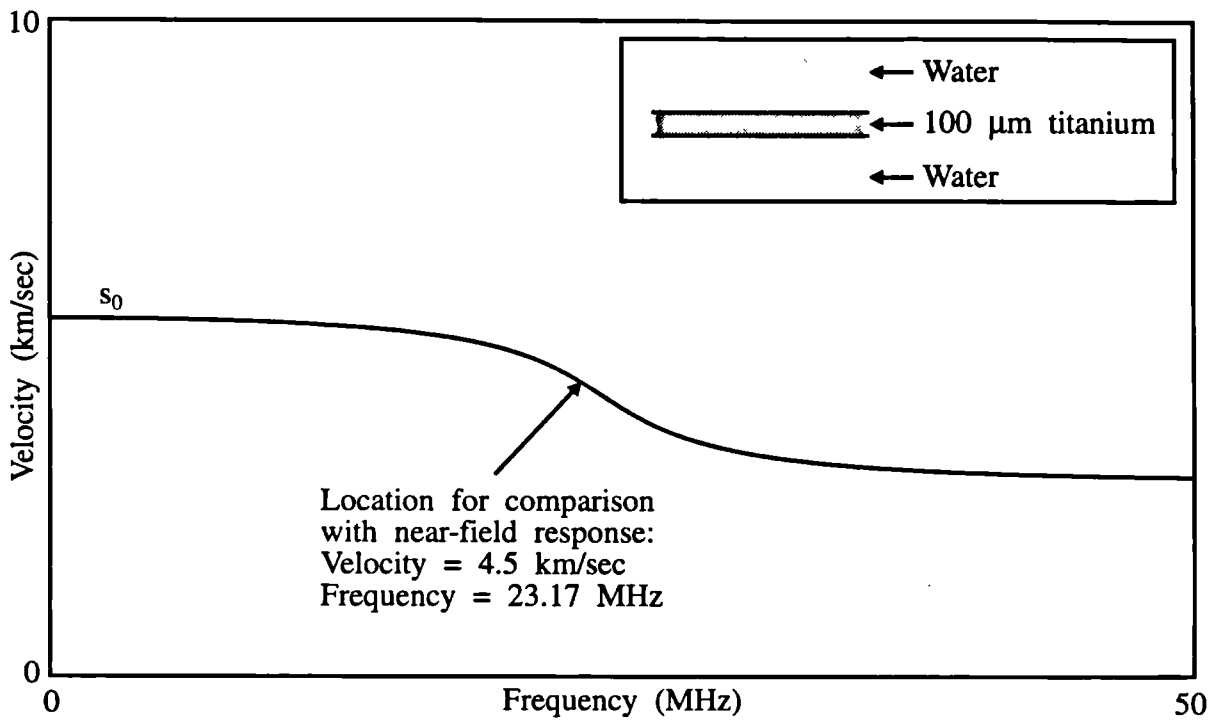 10
Water
100 μm titanium
Water
Velocity (km/sec)
s0
Location for comparison
with near-field response:
Velocity = 4.5 km/sec
Frequency = 23.17 MHz
0
0
Frequency (MHz)
50